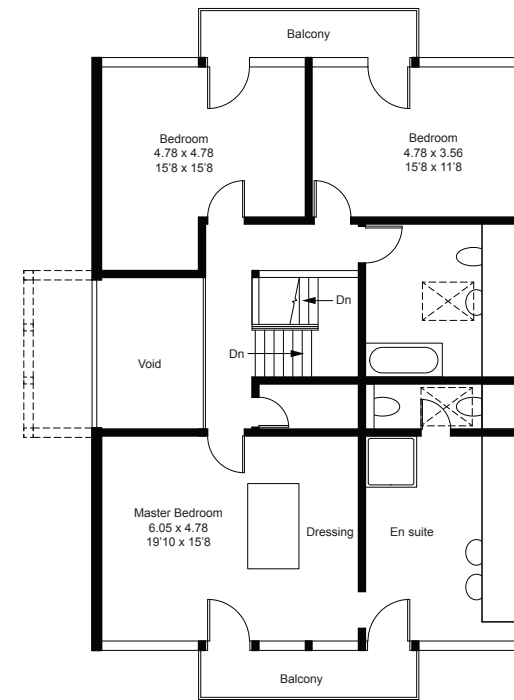 Balcony
Bedroom
4.78 x 4.78
15'8 x 15'8
Bedroom
4.78 x 3.56
15'8 x 11'8
Dn
Dn
Void
Master Bedroom
6.05 x 4.78
19'10 x 15'8
Dressing
En suite
Balcony